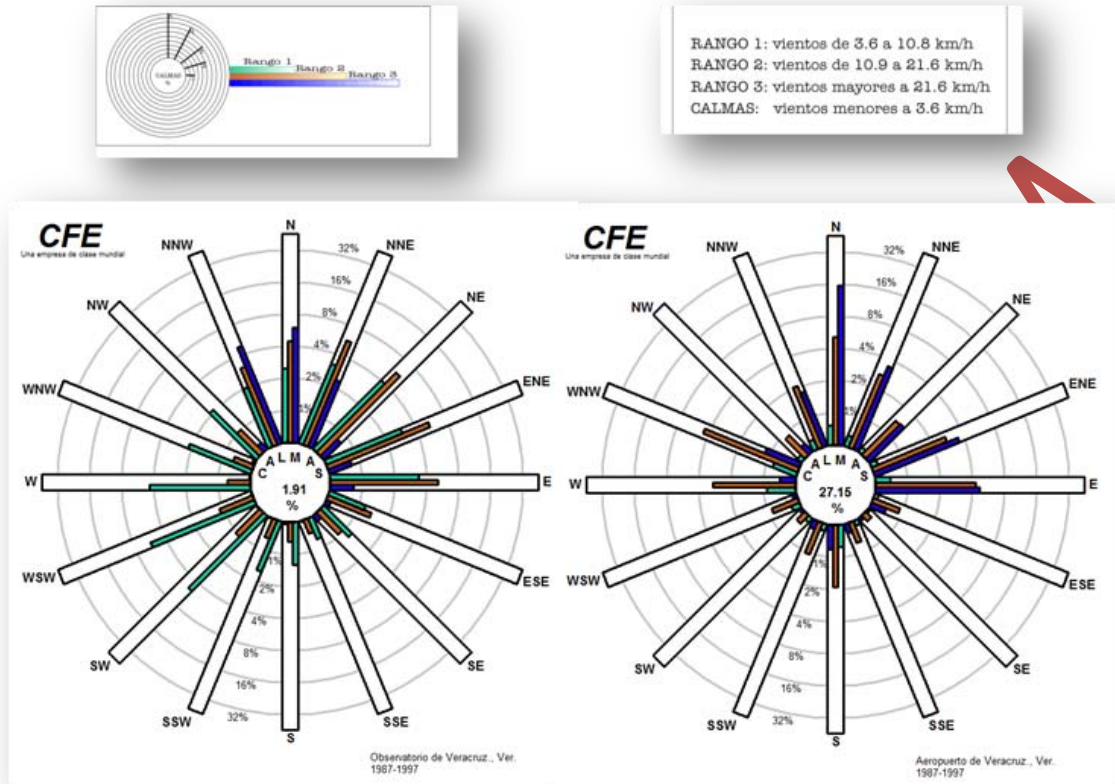 CALMAS
%
Rango 1
Rango 2
Rango 3
RANGO 1: vientos de 3.6 a 10.8 km/h
RANGO 2: vientos de 10.9 a 21.6 km/h
RANGO 3: vientos mayores a 21.6 km/h
CALMAS: vientos menores a 3.6 km/h
CFE
Una empresa de clase mundial
N
NNE
NE
ENE
E
ESE
SE
SSE
S
SSW
SW
WSW
W
WNW
NW
NNW
32%
16%
8%
4%
2%
1%
CALMAS
1.91
%
1%
2%
4%
8%
16%
32%
Observatorio de Veracruz., Ver.
1987-1997
CFE
Una empresa de clase mundial
N
NNE
NE
ENE
E
ESE
SE
SSE
S
SSW
SW
WSW
W
WNW
NW
NNW
32%
16%
8%
4%
2%
1%
CALMAS
27.15
%
1%
2%
4%
8%
16%
32%
Aeropuerto de Veracruz., Ver.
1987-1997